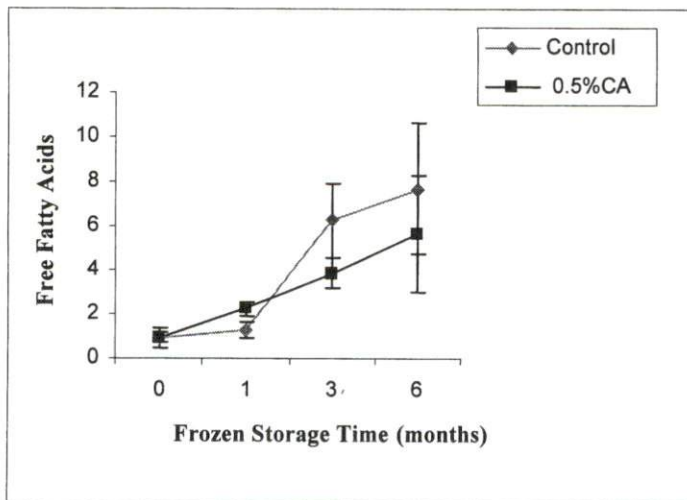 Control
0.5%CA
12
10
8
6
4
2
0
Free Fatty Acids
0 1 3 6
Frozen Storage Time (months)